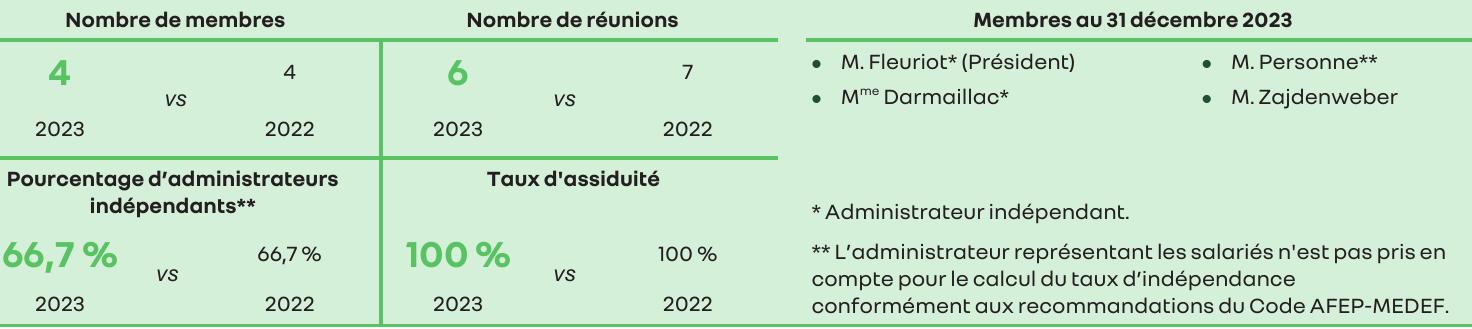 Nombre de membres
4
vs
4
2023
2022
Nombre de réunions
6
vs
7
2023
2022
Pourcentage d’administrateurs
indépendants**
66,7 %
vs
66,7 %
2023
2022
Taux d'assiduité
100 %
vs
100 %
2023
2022
Membres au 31 décembre 2023
• M. Fleuriot* (Président)
• Mme Darmaillac*
• M. Personne**
• M. Zajdenweber
* Administrateur indépendant.
** L’administrateur représentant les salariés n'est pas pris en
compte pour le calcul du taux d’indépendance
conformément aux recommandations du Code AFEP-MEDEF.